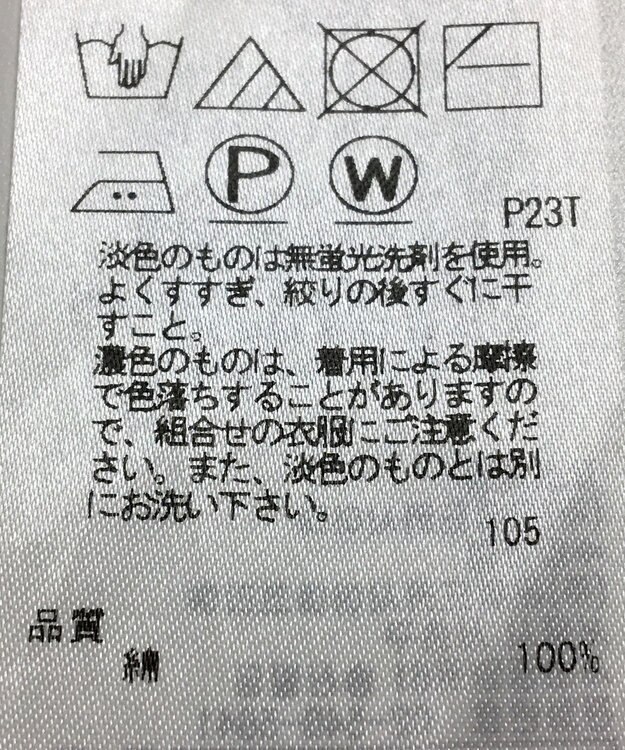 P W
P23T
淡色のものは無蛍光洗剤を使用。
よくすすぎ、絞りの後すぐに干
すこと。
濃色のものは、着用による摩擦
で色落ちすることがありますの
で、組合せの衣服にご注意くだ
さい。また、淡色のものとは別
にお洗い下さい。
105
品質
綿 100%